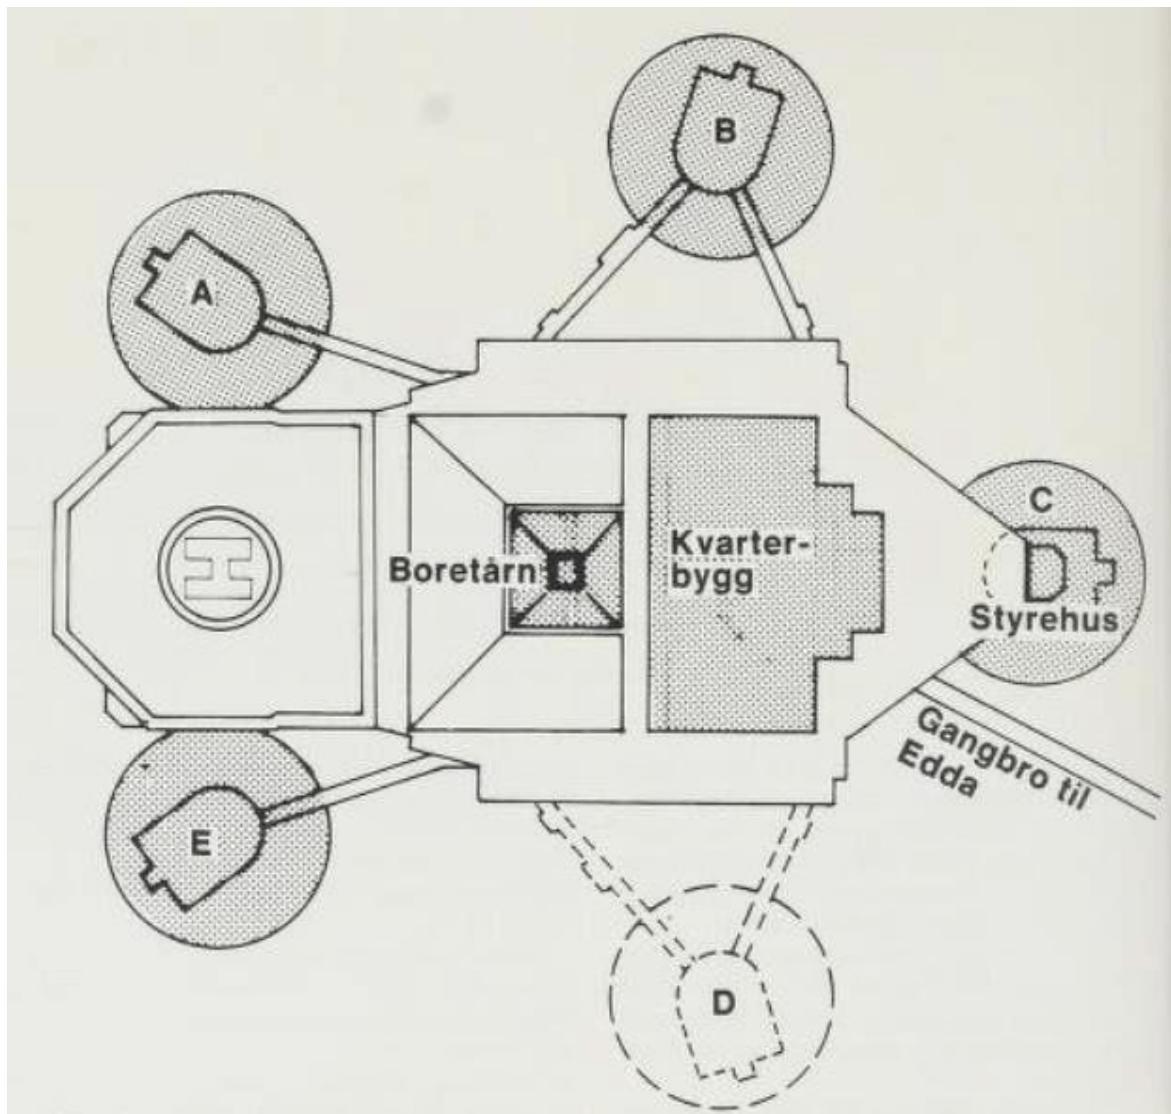 B
A
C
H
Boretårn
Kvarter-
bygg
Styrehus
Gangbro til
Edda
E
D